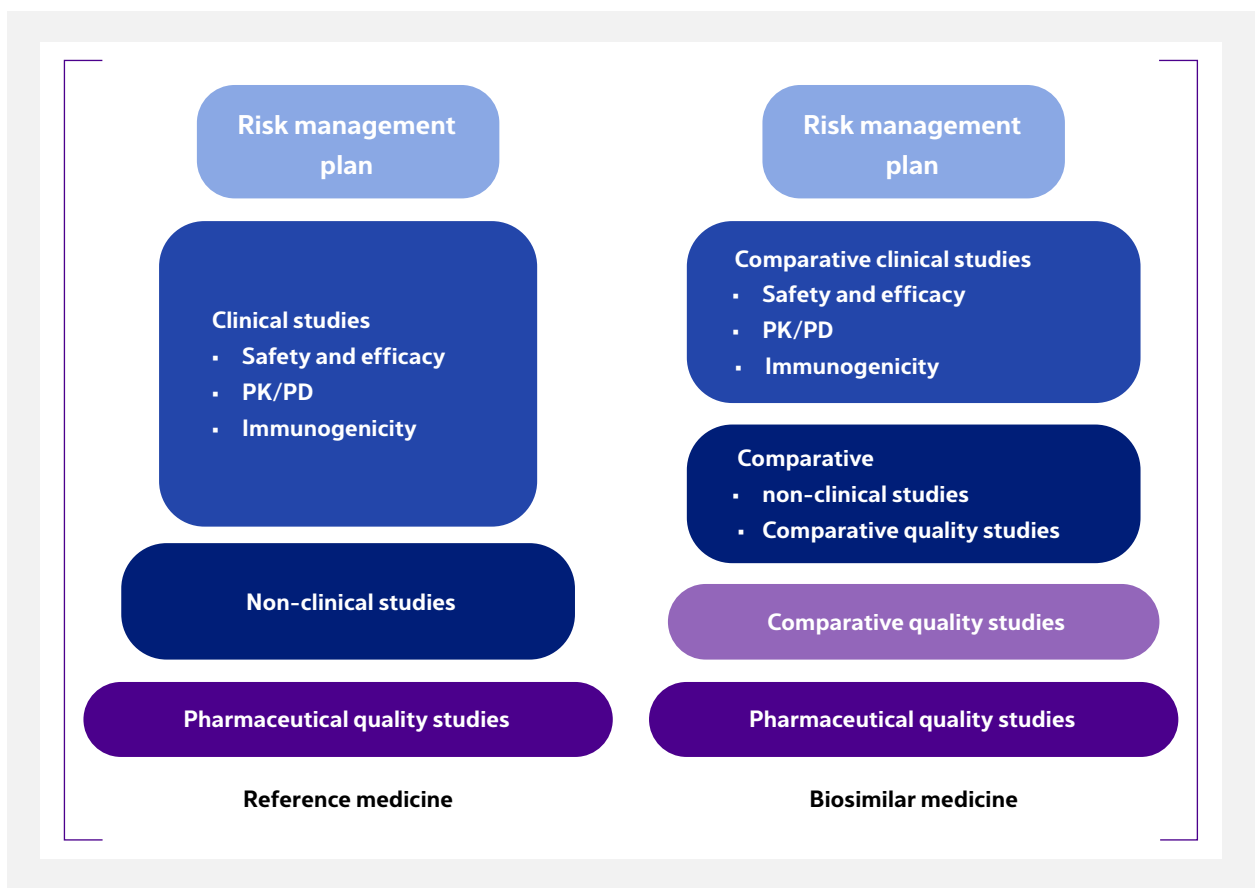 Risk management
plan
Clinical studies
▪ Safety and efficacy
▪ PK/PD
▪ Immunogenicity
Non-clinical studies
Pharmaceutical quality studies
Reference medicine
Risk management
plan
Comparative clinical studies
▪ Safety and efficacy
▪ PK/PD
▪ Immunogenicity
Comparative
▪ non-clinical studies
▪ Comparative quality studies
Comparative quality studies
Pharmaceutical quality studies
Biosimilar medicine